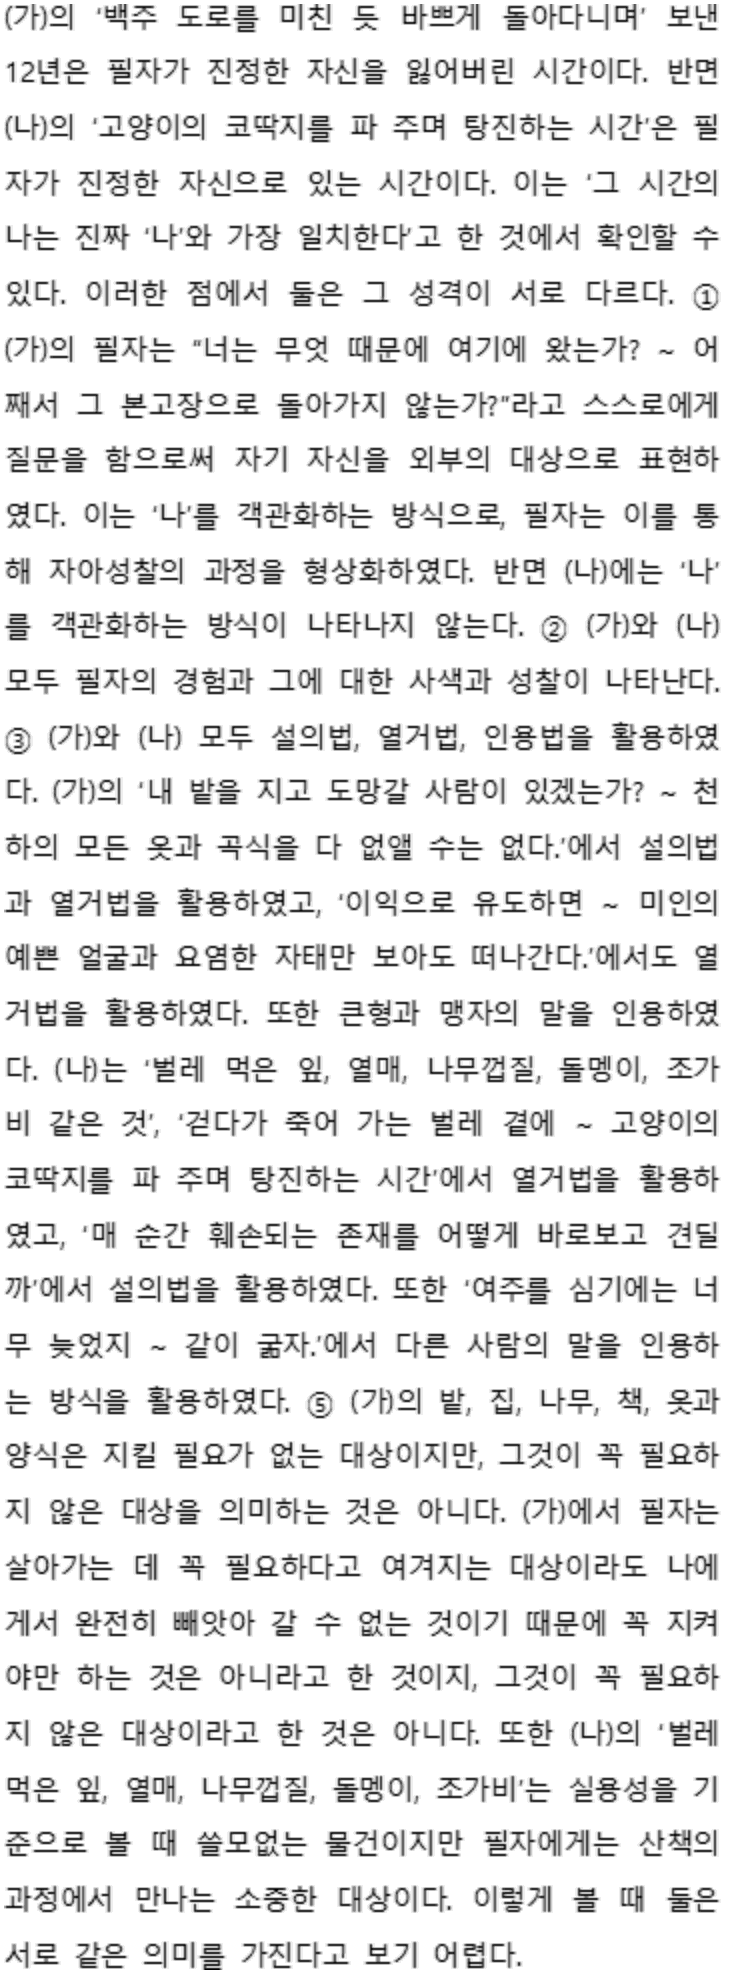 (가)의 ‘백주 도로를 미친 듯 바쁘게 돌아다니며’ 보낸
12년은 필자가 진정한 자신을 잃어버린 시간이다. 반면
(나)의 ‘고양이의 코딱지를 파 주며 탕진하는 시간’은 필
자가 진정한 자신으로 있는 시간이다. 이는 ‘그 시간의
나는 진짜 ‘나’와 가장 일치한다’고 한 것에서 확인할 수
있다. 이러한 점에서 둘은 그 성격이 서로 다르다. ①
(가)의 필자는 “너는 무엇 때문에 여기에 왔는가? ~ 어
째서 그 본고장으로 돌아가지 않는가?”라고 스스로에게
질문을 함으로써 자기 자신을 외부의 대상으로 표현하
였다. 이는 ‘나’를 객관화하는 방식으로, 필자는 이를 통
해 자아성찰의 과정을 형상화하였다. 반면 (나)에는 ‘나’
를 객관화하는 방식이 나타나지 않는다. ② (가)와 (나)
모두 필자의 경험과 그에 대한 사색과 성찰이 나타난다.
③ (가)와 (나) 모두 설의법, 열거법, 인용법을 활용하였
다. (가)의 ‘내 밭을 지고 도망갈 사람이 있겠는가? ~ 천
하의 모든 옷과 곡식을 다 없앨 수는 없다.’에서 설의법
과 열거법을 활용하였고, ‘이익으로 유도하면 ~ 미인의
예쁜 얼굴과 요염한 자태만 보아도 떠나간다.’에서도 열
거법을 활용하였다. 또한 큰형과 맹자의 말을 인용하였
다. (나)는 ‘벌레 먹은 잎, 열매, 나무껍질, 돌멩이, 조가
비 같은 것’, ‘걷다가 죽어 가는 벌레 곁에 ~ 고양이의
코딱지를 파 주며 탕진하는 시간’에서 열거법을 활용하
였고, ‘매 순간 훼손되는 존재를 어떻게 바로보고 견딜
까’에서 설의법을 활용하였다. 또한 ‘여주를 심기에는 너
무 늦었지 ~ 같이 굶자.’에서 다른 사람의 말을 인용하
는 방식을 활용하였다. ⑤ (가)의 밭, 집, 나무, 책, 옷과
양식은 지킬 필요가 없는 대상이지만, 그것이 꼭 필요하
지 않은 대상을 의미하는 것은 아니다. (가)에서 필자는
살아가는 데 꼭 필요하다고 여겨지는 대상이라도 나에
게서 완전히 빼앗아 갈 수 없는 것이기 때문에 꼭 지켜
야만 하는 것은 아니라고 한 것이지, 그것이 꼭 필요하
지 않은 대상이라고 한 것은 아니다. 또한 (나)의 ‘벌레
먹은 잎, 열매, 나무껍질, 돌멩이, 조가비’는 실용성을 기
준으로 볼 때 쓸모없는 물건이지만 필자에게는 산책의
과정에서 만나는 소중한 대상이다. 이렇게 볼 때 둘은
서로 같은 의미를 가진다고 보기 어렵다.